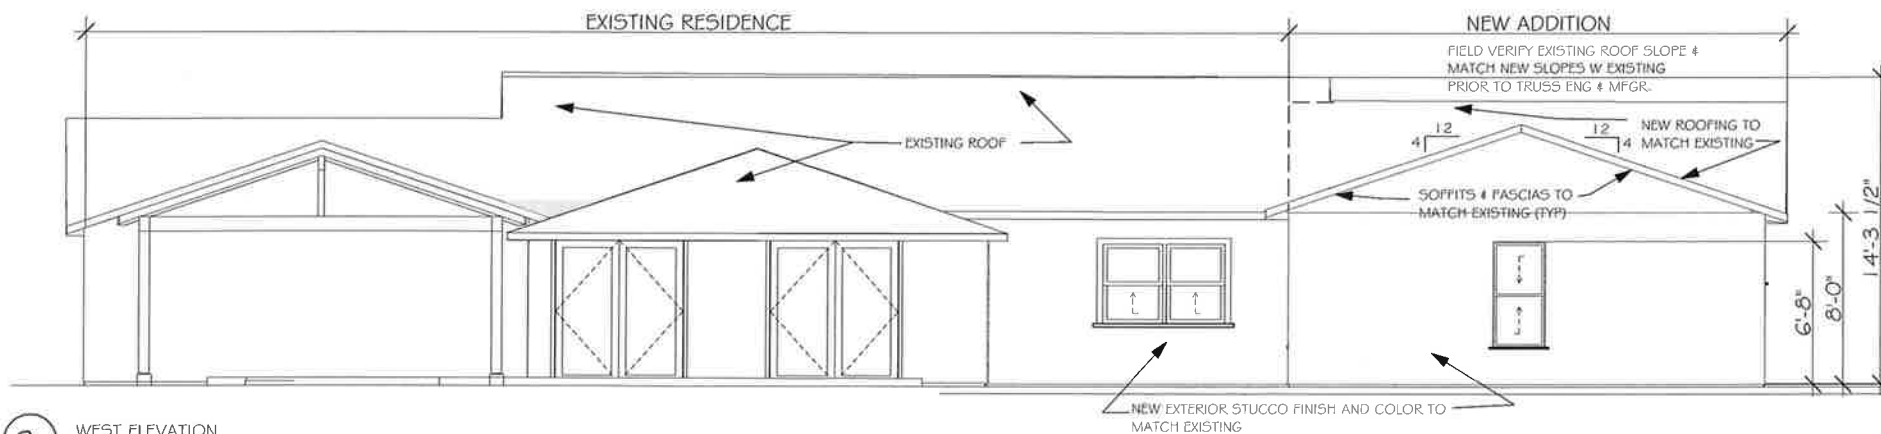 EXISTING RESIDENCE
NEW ADDITION
FIELD VERIFY EXISTING ROOF SLOPE &
MATCH NEW SLOPES W EXISTING
PRIOR TO TRUSS ENG & MFGR.
EXISTING ROOF
12
4
12
4
NEW ROOFING TO
MATCH EXISTING
SOFFITS & FASCIAS TO
MATCH EXISTING (TYP)
6'-8"
8'-0"
14'-3 1/2"
NEW EXTERIOR STUCCO FINISH AND COLOR TO
MATCH EXISTING
WEST ELEVATION